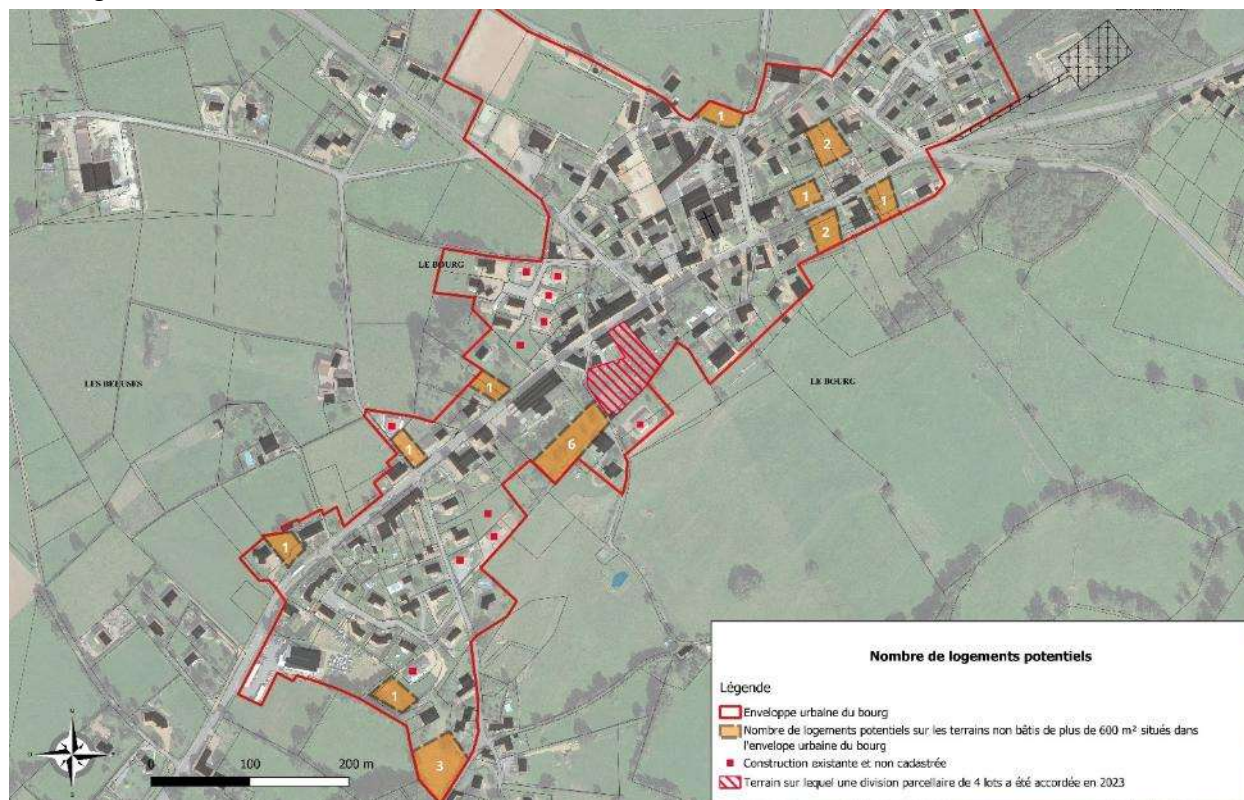 1
2
1
1
2
LE BOURG
1
LES BELUSES
LE BOURG
1
6
1
1
3
Nombre de logements potentiels
Légende
Enveloppe urbaine du bourg
Nombre de logements potentiels sur les terrains non bâtis de plus de 600 m² situés dans
l'envelope urbaine du bourg
Construction existante et non cadastrée
Terrain sur lequel une division parcellaire de 4 lots a été accordée en 2023
0 100 200 m